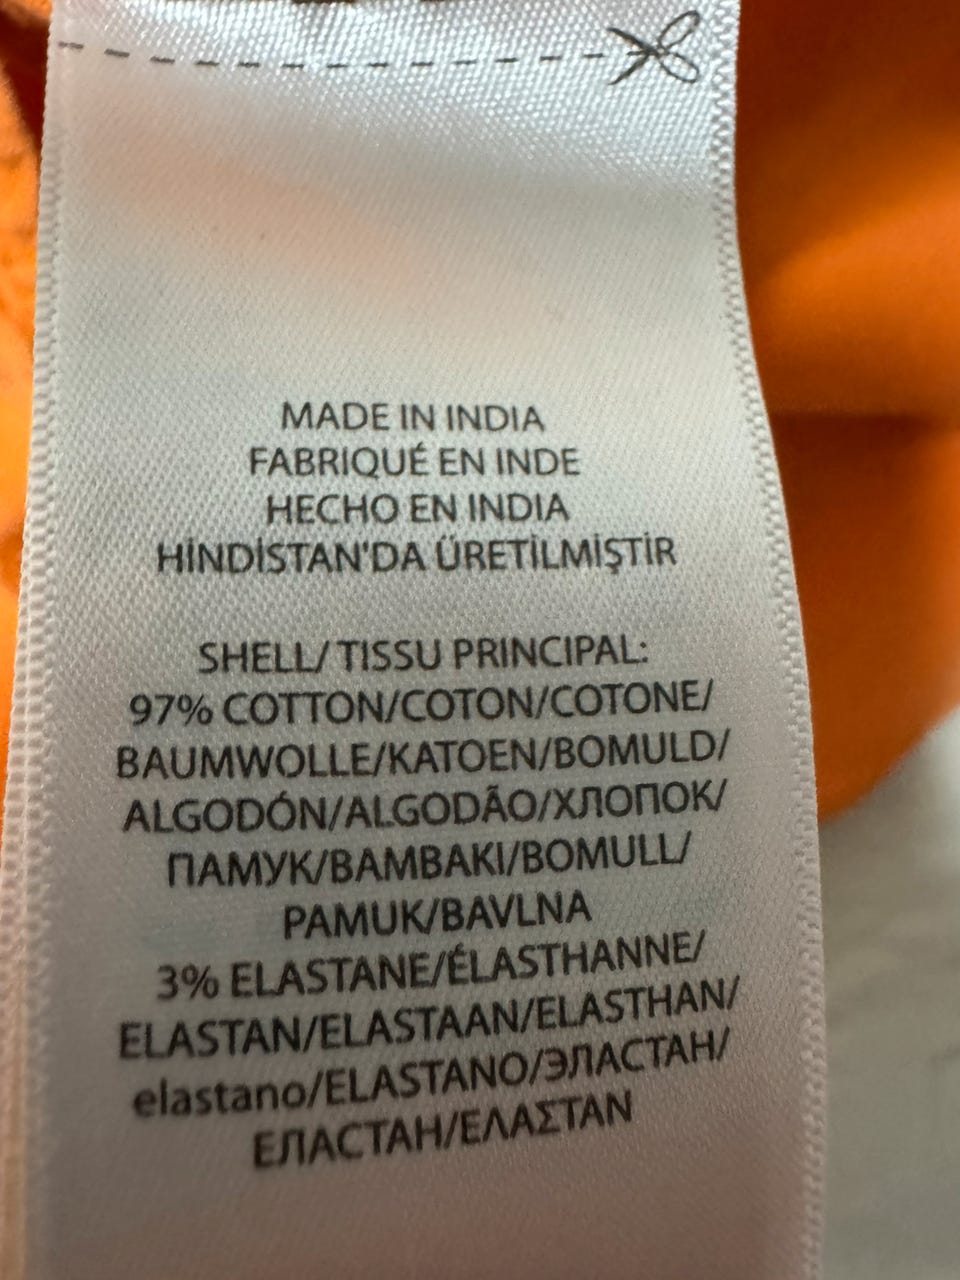 MADE IN INDIA
FABRIQUÉ EN INDE
HECHO EN INDIA
HİNDİSTAN'DA ÜRETİLMİŞTİR
SHELL/ TISSU PRINCIPAL:
97% COTTON/COTON/COTONE/
BAUMWOLLE/KATOEN/BOMULD/
ALGODÓN/ALGODÃO/ХЛОПОК/
ПАМУК/BAMBAKI/BOMULL/
PAMUK/BAVLNA
3% ELASTANE/ÉLASTHANNE/
ELASTAN/ELASTAAN/ELASTHAN/
elastano/ELASTANO/ЭЛАСТАН/
ЕЛАСТАН/ΕΛΑΣΤΑΝ